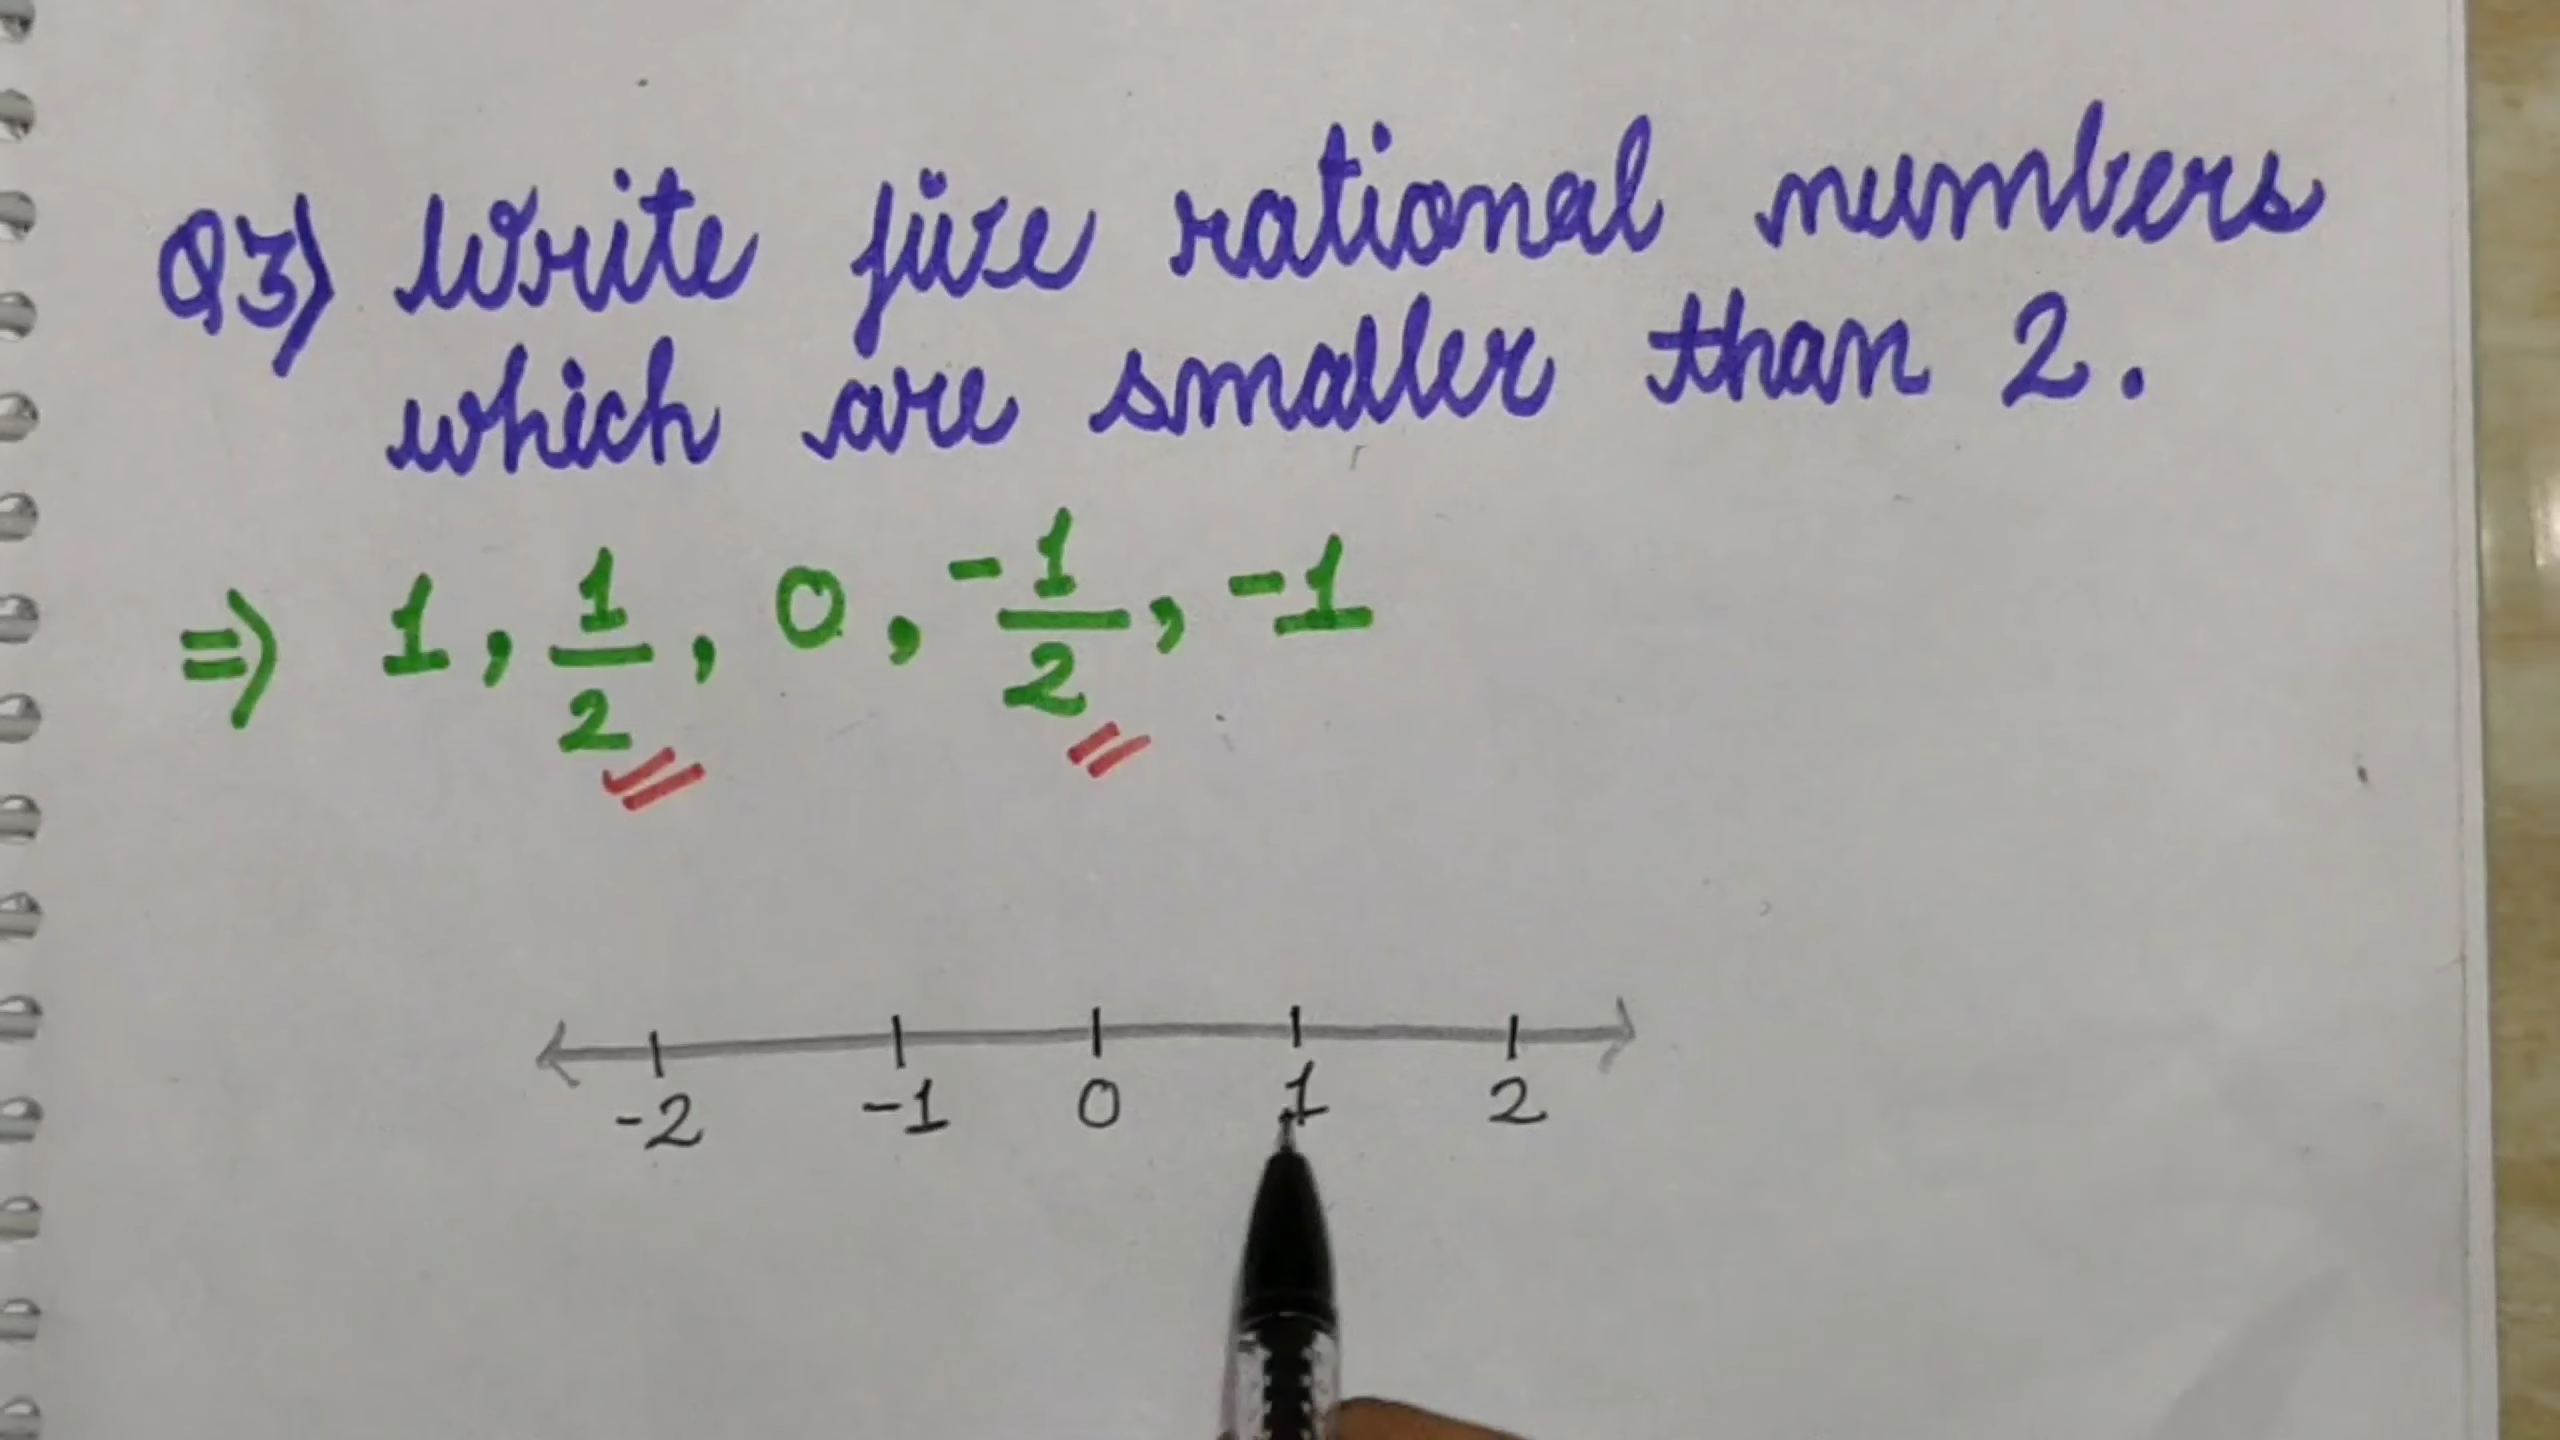 Q3) Write five rational numbers
which are smaller than 2.
⇒ 1, 1/2, 0, -1/2, -1
-2 -1 0 1 2